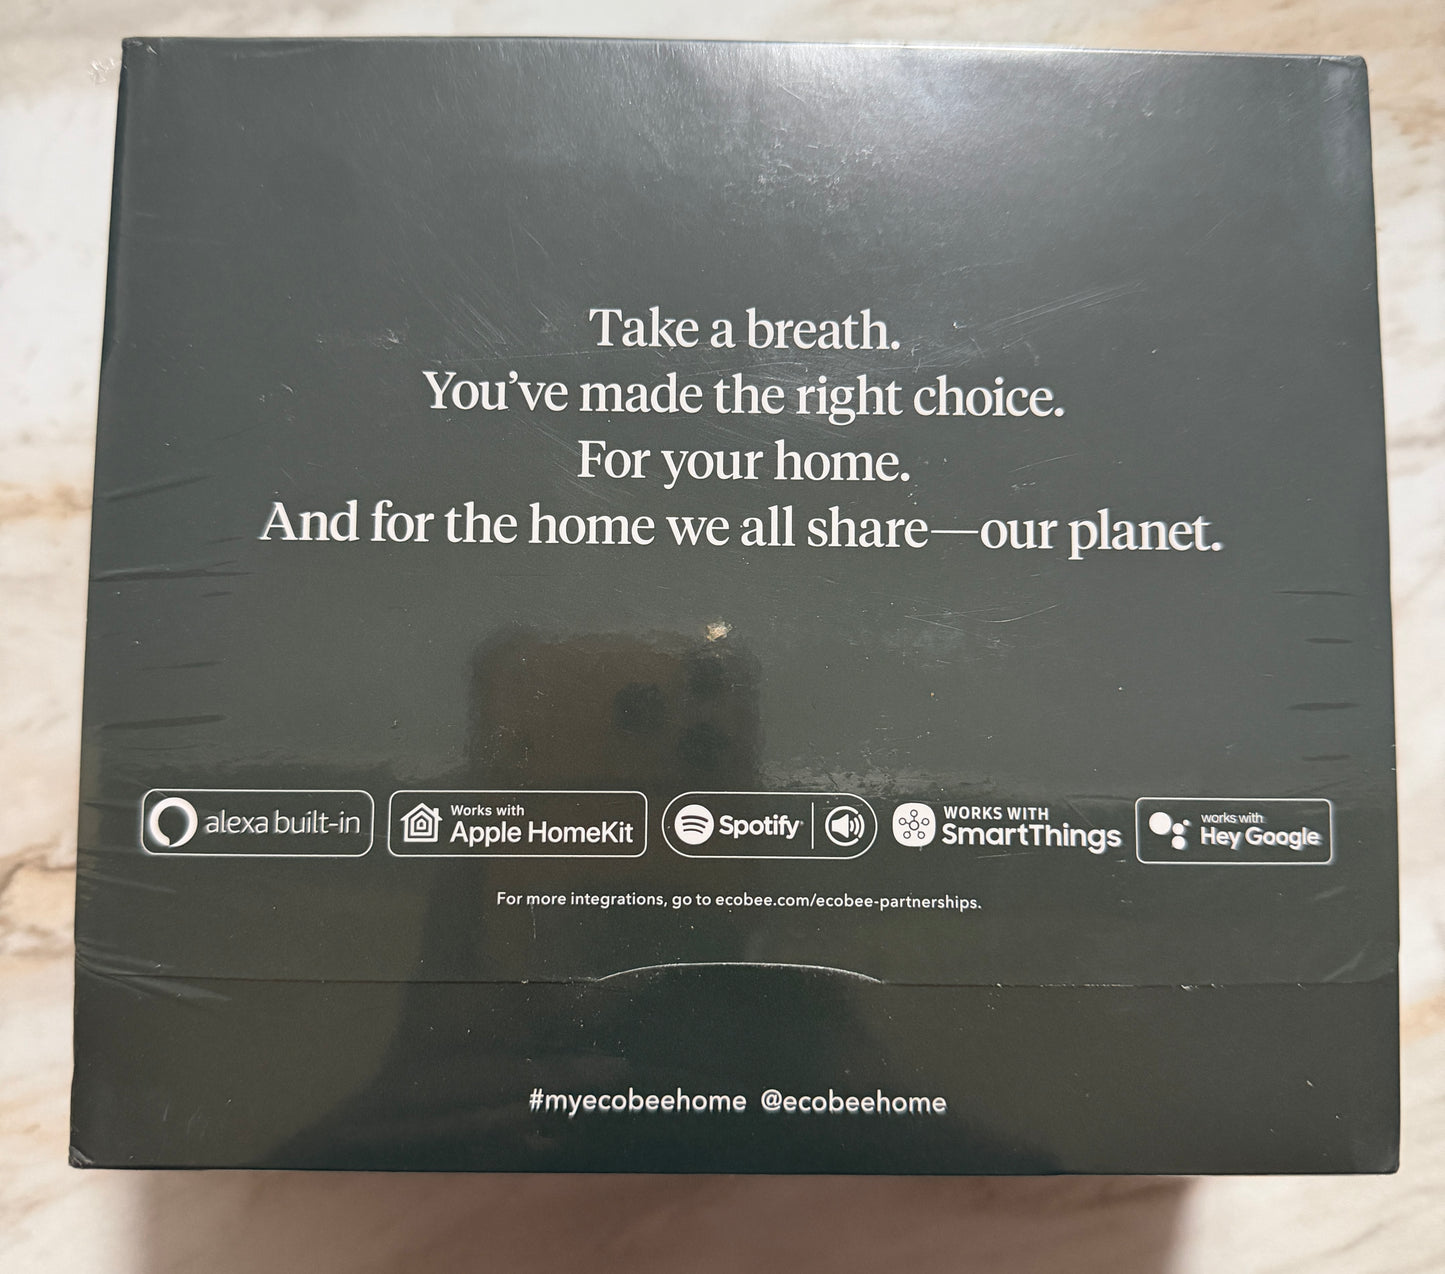 Take a breath.
You've made the right choice.
For your home.
And for the home we all share—our planet.
alexa built-in
Works with
Apple HomeKit
Spotify
WORKS WITH
SmartThings
works with
Hey Google
For more integrations, go to ecobee.com/ecobee-partnerships.
#myecobeehome @ecobeehome